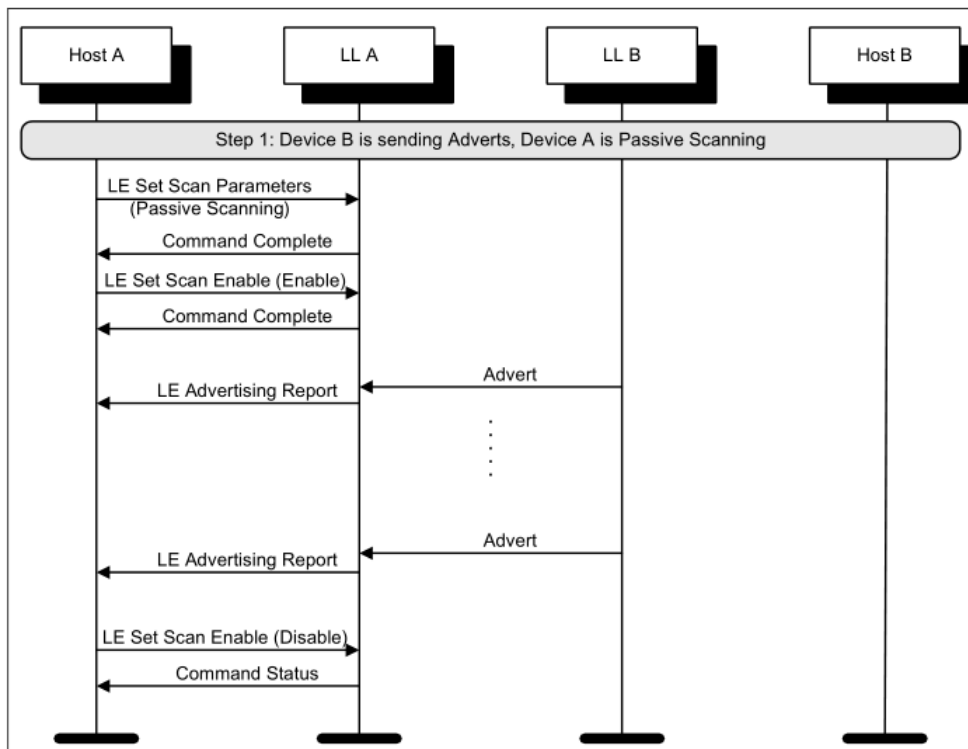 Host A
LL A
LL B
Host B
Step 1: Device B is sending Adverts, Device A is Passive Scanning
LE Set Scan Parameters
(Passive Scanning)
Command Complete
LE Set Scan Enable (Enable)
Command Complete
Advert
LE Advertising Report
Advert
LE Advertising Report
LE Set Scan Enable (Disable)
Command Status